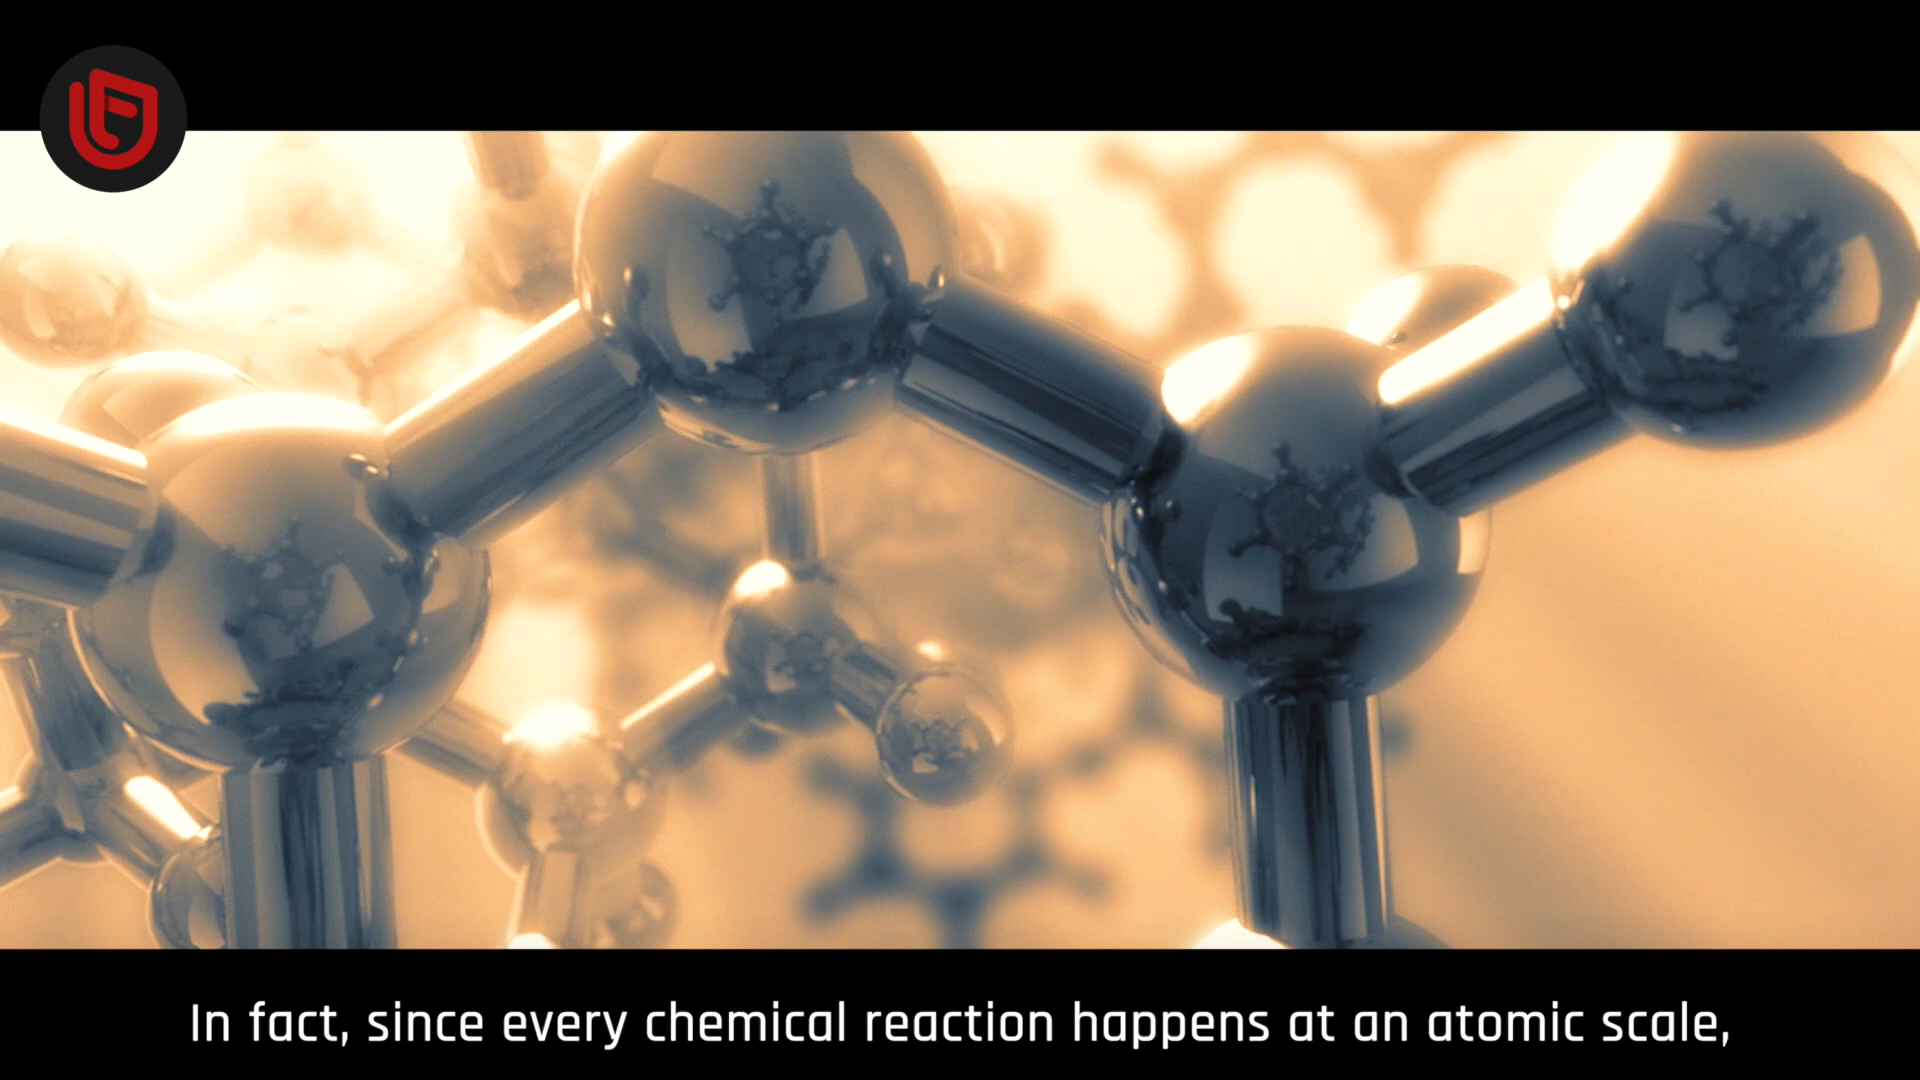 In fact, since every chemical reaction happens at an atomic scale,